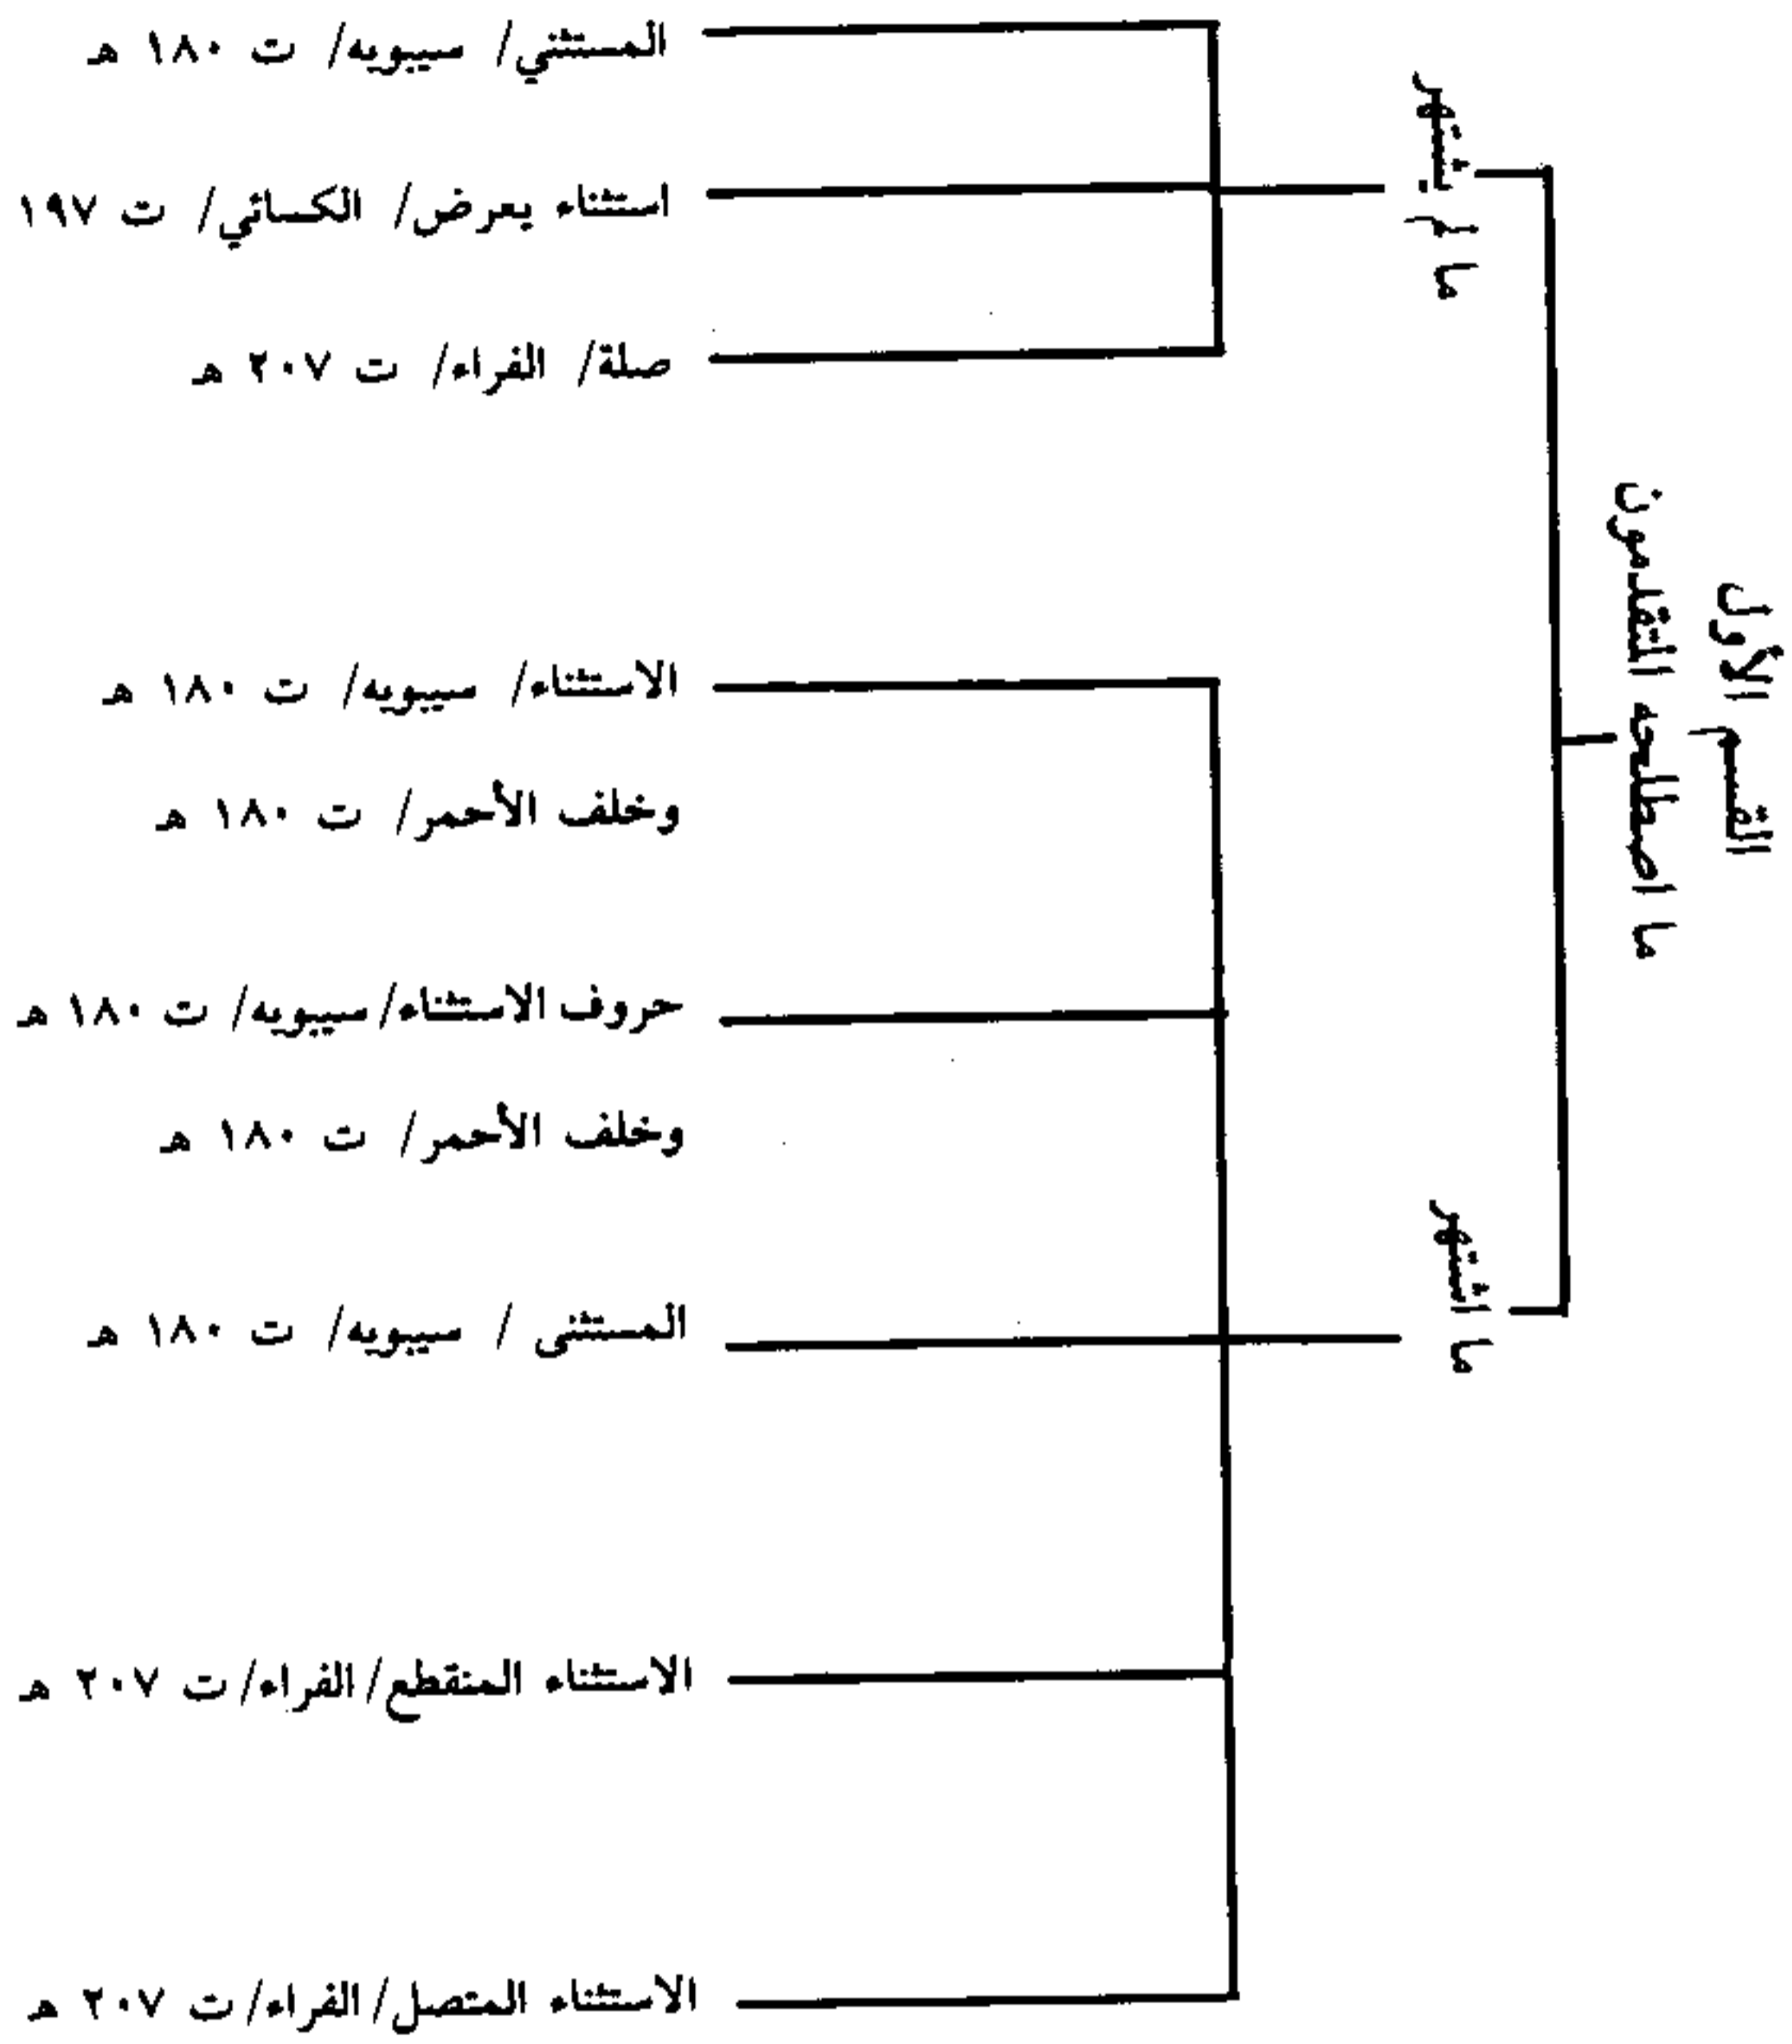 القسم الأول
ما اصطلحه المتقدمون
ما لم يشتهر
المستثني/ سيبويه/ ت ١٨٠ هـ
استثناء يعرض/ الكسائي/ ت ١٩٧
صلة/ الفراء/ ت ٢٠٧ هـ
ما اشتهر
الاستثناء/ سيبويه/ ت ١٨٠ هـ
وخلف الأحمر/ ت ١٨٠ هـ
حروف الاستثناء/ سيبويه/ ت ١٨٠ هـ
وخلف الأحمر/ ت ١٨٠ هـ
المستثنى / سيبويه/ ت ١٨٠ هـ
الاستثناء المنقطع/ الفراء/ ت ٢٠٧ هـ
الاستثناء المتصل/ الفراء/ ت ٢٠٧ هـ